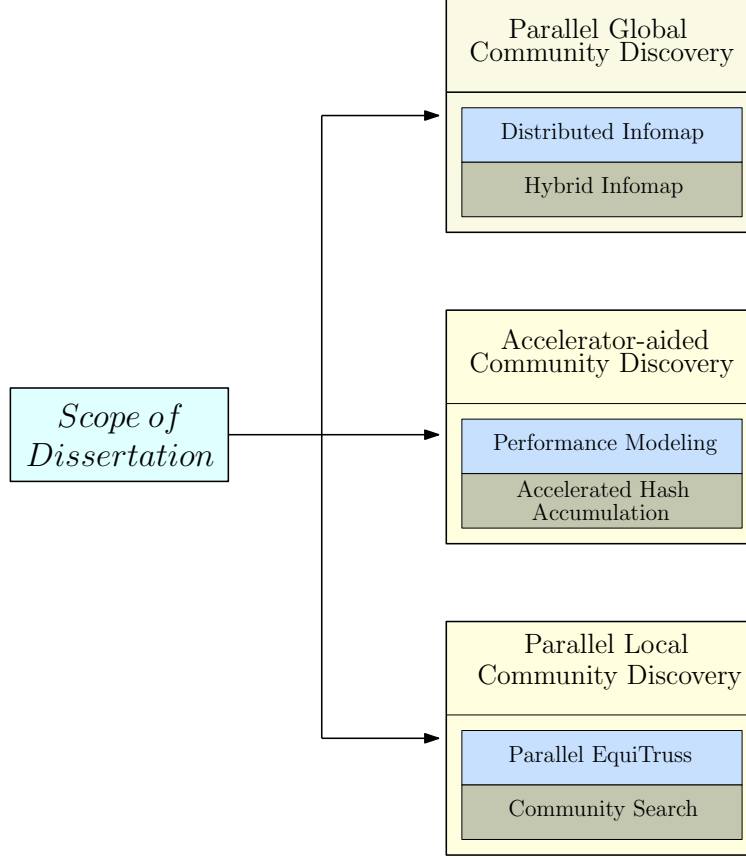 Parallel Global
Community Discovery
Distributed Infomap
Hybrid Infomap
Accelerator-aided
Community Discovery
Scope of
Dissertation
Performance Modeling
Accelerated Hash
Accumulation
Parallel Local
Community Discovery
Parallel EquiTruss
Community Search